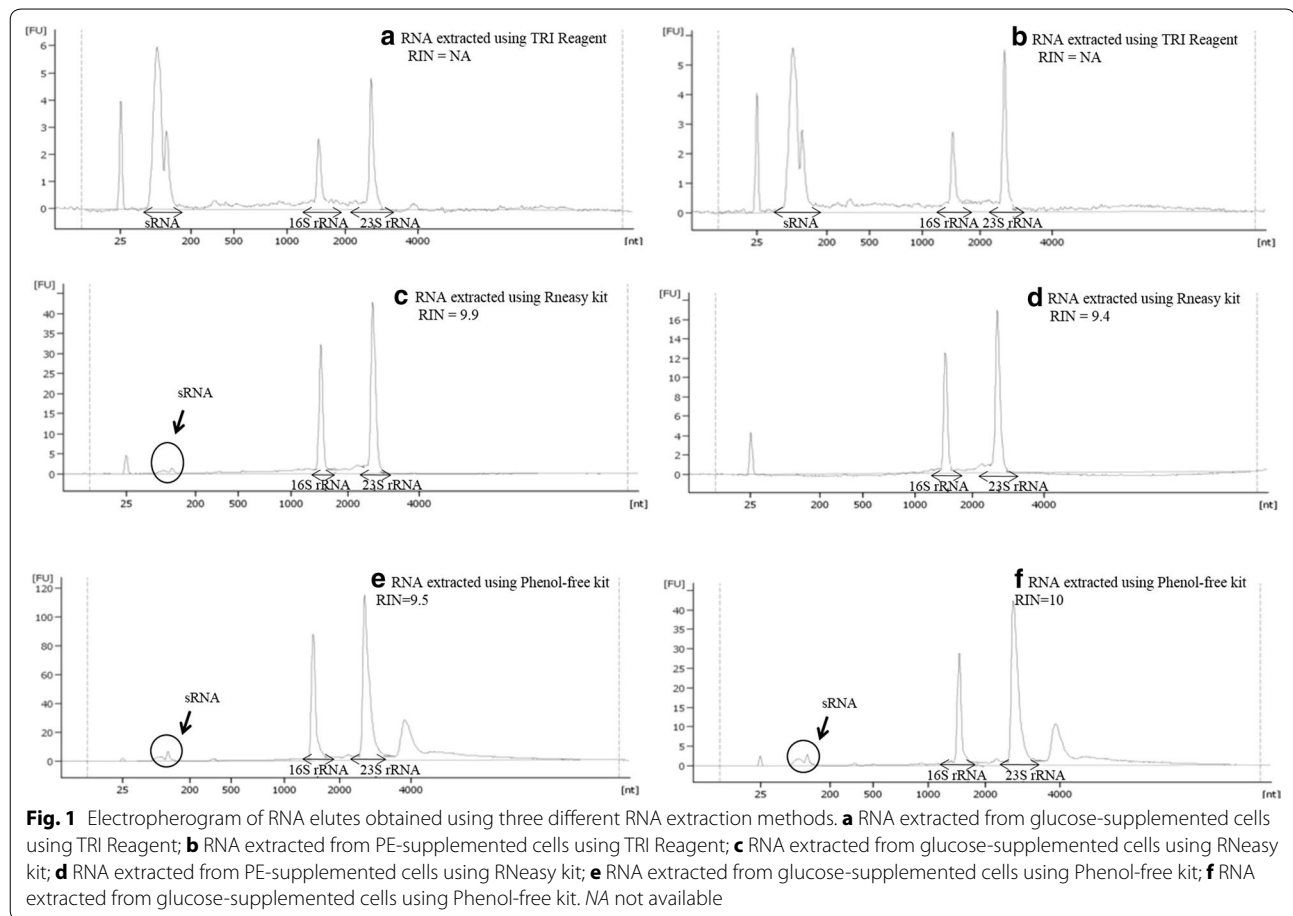 [FU]
a RNA extracted using TRI Reagent
RIN = NA
6
5
4
3
2
1
0
sRNA
16S rRNA
23S rRNA
25 200 500 1000 2000 4000 [nt]
[FU]
b RNA extracted using TRI Reagent
RIN = NA
5
4
3
2
1
0
sRNA
16S rRNA
23S rRNA
25 200 500 1000 2000 4000 [nt]
[FU]
c RNA extracted using Rneasy kit
RIN = 9.9
40
35
30
25
20
15
10
5
0
sRNA
16S rRNA
23S rRNA
25 200 500 1000 2000 4000 [nt]
[FU]
d RNA extracted using Rneasy kit
RIN = 9.4
16
14
12
10
8
6
4
2
0
16S rRNA
23S rRNA
25 200 500 1000 2000 4000 [nt]
[FU]
e RNA extracted using Phenol-free kit
RIN=9.5
120
100
80
60
40
20
0
sRNA
16S rRNA
23S rRNA
25 200 500 1000 2000 4000 [nt]
[FU]
f RNA extracted using Phenol-free kit
RIN=10
40
35
30
25
20
15
10
5
0
sRNA
16S rRNA
23S rRNA
25 200 500 1000 2000 4000 [nt]
Fig. 1 Electropherogram of RNA elutes obtained using three different RNA extraction methods. a RNA extracted from glucose-supplemented cells
using TRI Reagent; b RNA extracted from PE-supplemented cells using TRI Reagent; c RNA extracted from glucose-supplemented cells using RNeasy
kit; d RNA extracted from PE-supplemented cells using RNeasy kit; e RNA extracted from glucose-supplemented cells using Phenol-free kit; f RNA
extracted from glucose-supplemented cells using Phenol-free kit. NA not available